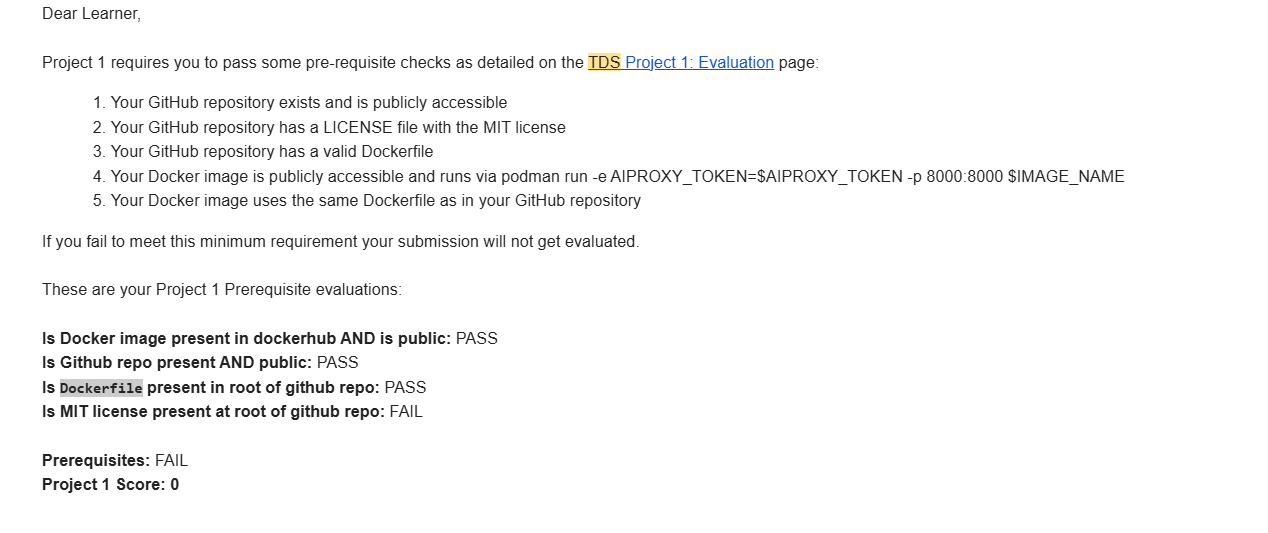 Dear Learner,
Project 1 requires you to pass some pre-requisite checks as detailed on the TDS Project 1: Evaluation page:
1. Your GitHub repository exists and is publicly accessible
2. Your GitHub repository has a LICENSE file with the MIT license
3. Your GitHub repository has a valid Dockerfile
4. Your Docker image is publicly accessible and runs via podman run -e AIPROXY_TOKEN=$AIPROXY_TOKEN -p 8000:8000 $IMAGE_NAME
5. Your Docker image uses the same Dockerfile as in your GitHub repository
If you fail to meet this minimum requirement your submission will not get evaluated.
These are your Project 1 Prerequisite evaluations:
Is Docker image present in dockerhub AND is public: PASS
Is Github repo present AND public: PASS
Is Dockerfile present in root of github repo: PASS
Is MIT license present at root of github repo: FAIL
Prerequisites: FAIL
Project 1 Score: 0